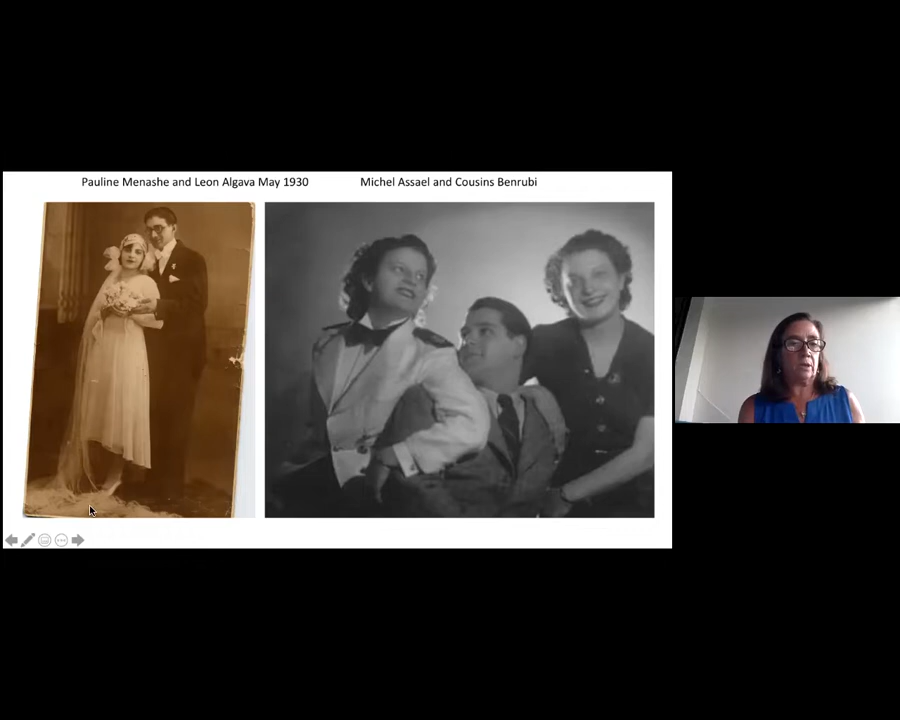 Pauline Menashe and Leon Algava May 1930
Michel Assael and Cousins Benrubi